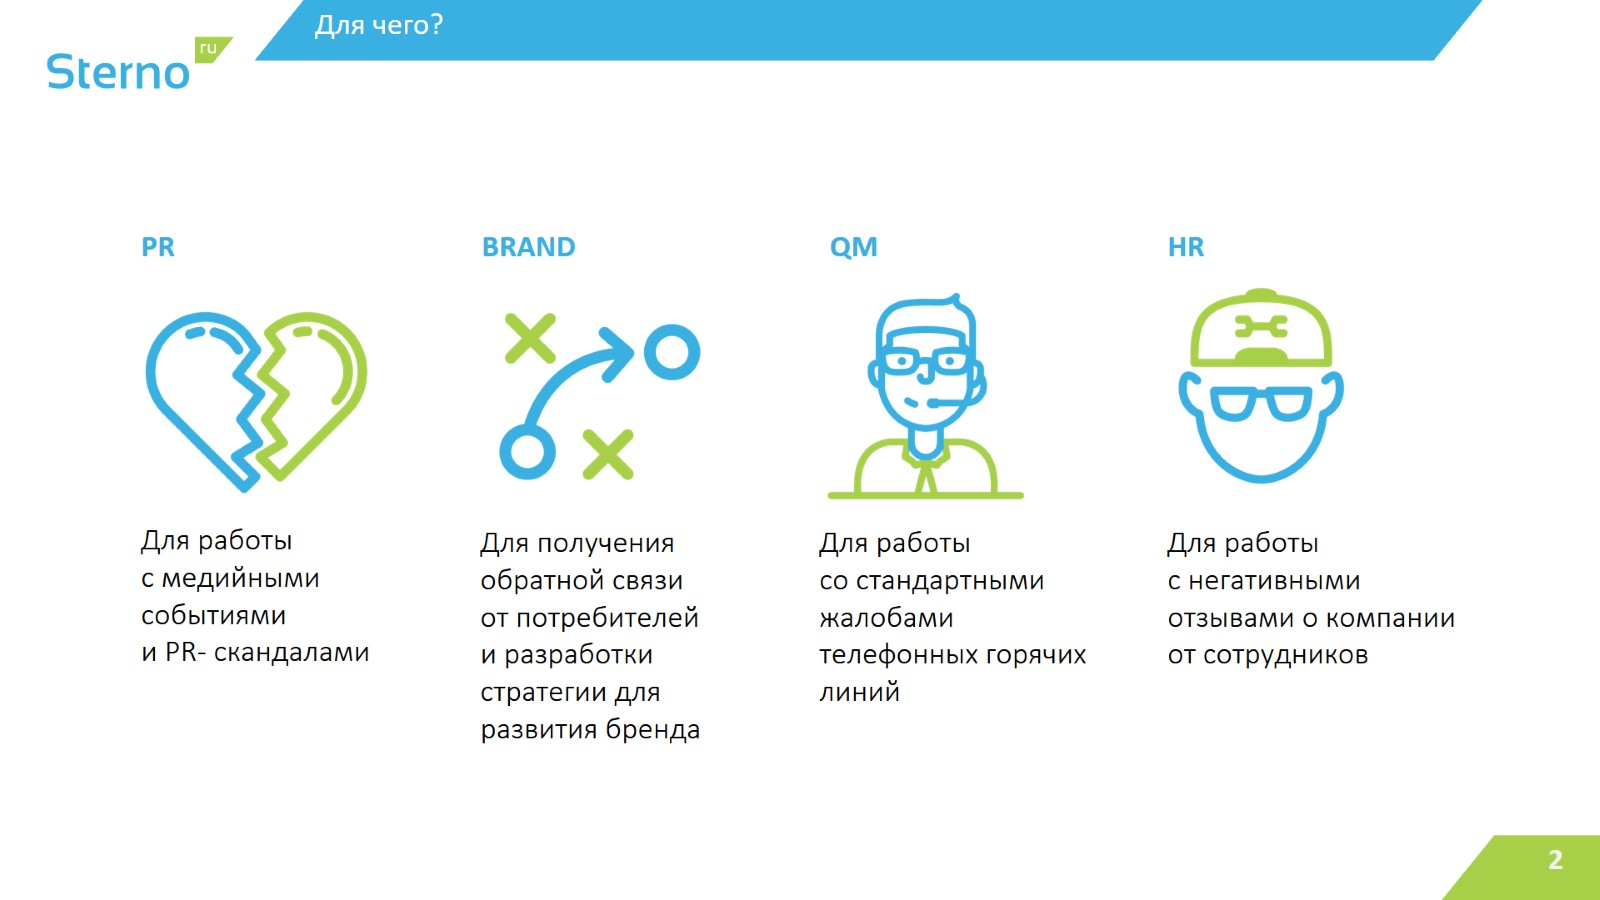 Для чего?
Sterno ru
PR
Для работы
с медийными
событиями
и PR- скандалами
BRAND
Для получения
обратной связи
от потребителей
и разработки
стратегии для
развития бренда
QM
Для работы
со стандартными
жалобами
телефонных горячих
линий
HR
Для работы
с негативными
отзывами о компании
от сотрудников
2